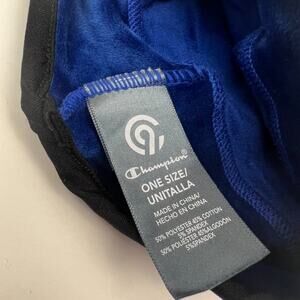 C9
Champion
ONE SIZE/
UNITALLA
MADE IN CHINA/
HECHO EN CHINA
50% POLYESTER 45% COTTON
5% SPANDEX
50% POLIESTER 45%ALGODÓN
5%SPANDEX